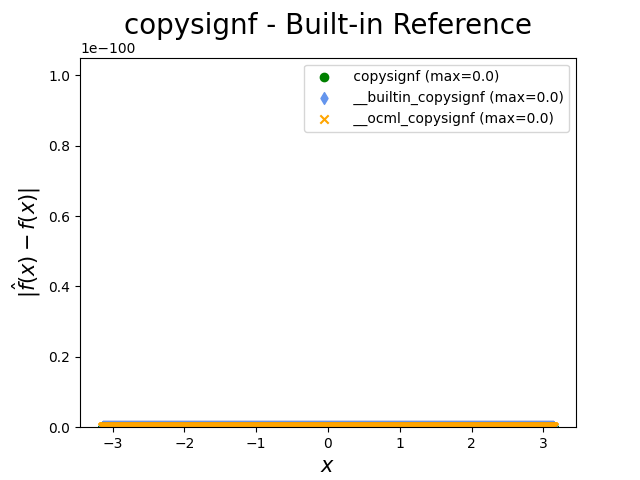 copysignf - Built-in Reference
1e−100
1.0
0.8
0.6
0.4
0.2
0.0
|f̂(x) − f(x)|
copysignf (max=0.0)
__builtin_copysignf (max=0.0)
__ocml_copysignf (max=0.0)
−3 −2 −1 0 1 2 3
x